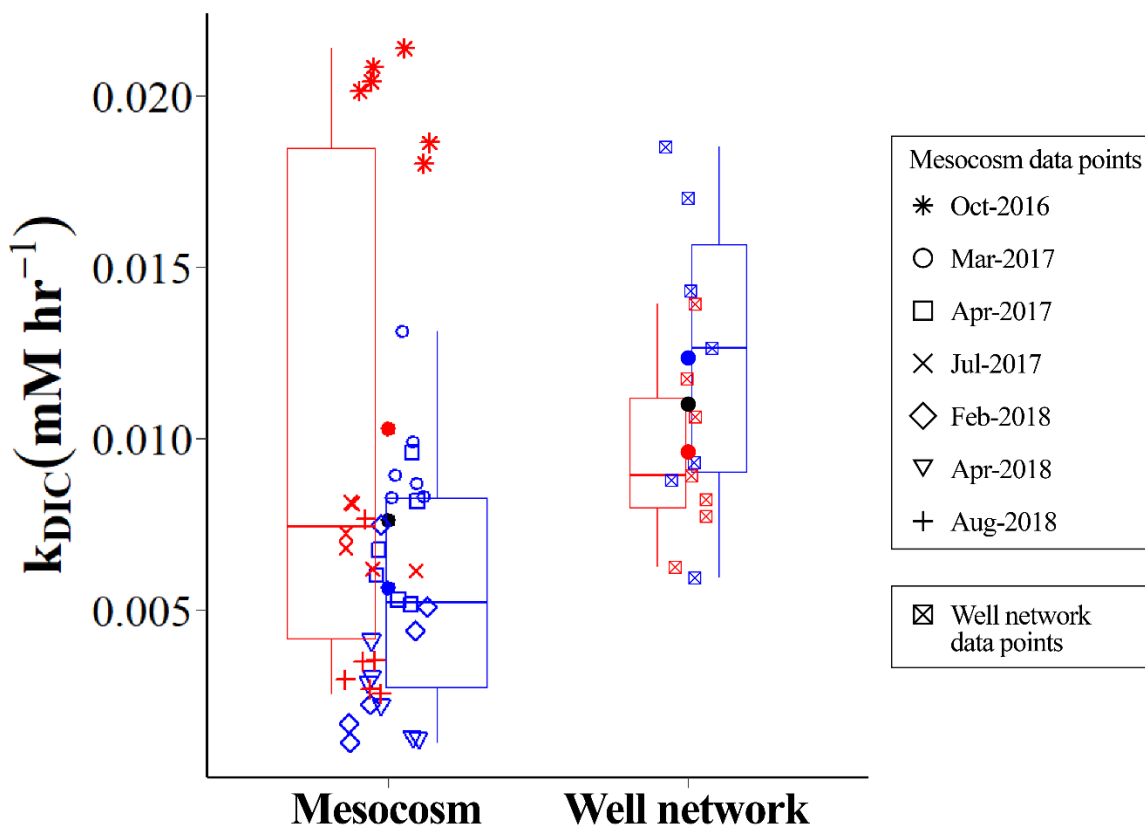 k_DIC(mM hr⁻¹)
0.020
0.015
0.010
0.005
Mesocosm
Well network
Mesocosm data points
Oct-2016
Mar-2017
Apr-2017
Jul-2017
Feb-2018
Apr-2018
Aug-2018
Well network
data points